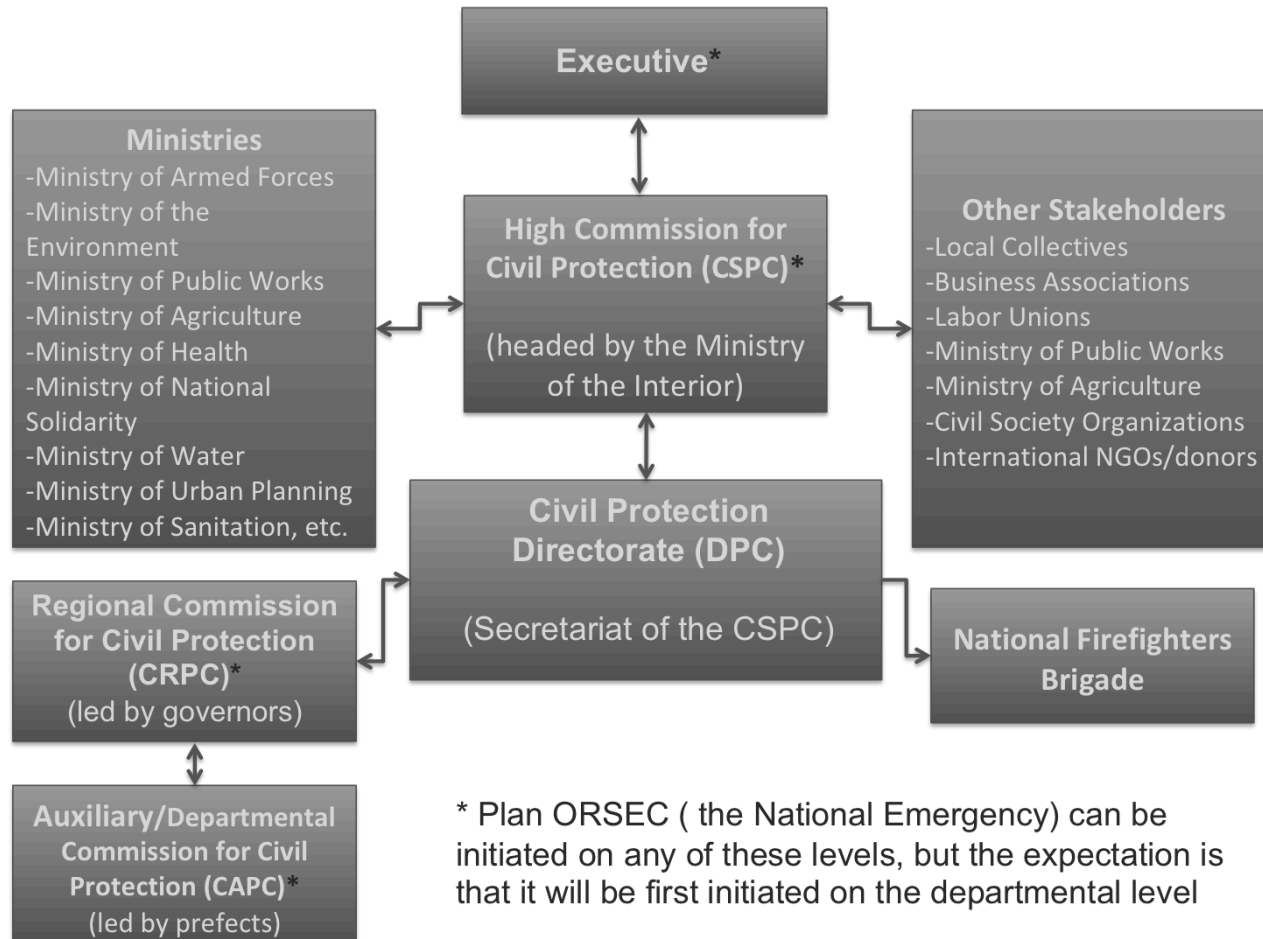 Executive*
Ministries
-Ministry of Armed Forces
-Ministry of the
Environment
-Ministry of Public Works
-Ministry of Agriculture
-Ministry of Health
-Ministry of National
Solidarity
-Ministry of Water
-Ministry of Urban Planning
-Ministry of Sanitation, etc.
High Commission for
Civil Protection (CSPC)*
(headed by the Ministry
of the Interior)
Other Stakeholders
-Local Collectives
-Business Associations
-Labor Unions
-Ministry of Public Works
-Ministry of Agriculture
-Civil Society Organizations
-International NGOs/donors
Civil Protection
Directorate (DPC)
(Secretariat of the CSPC)
Regional Commission
for Civil Protection
(CRPC)*
(led by governors)
National Firefighters
Brigade
Auxiliary/Departmental
Commission for Civil
Protection (CAPC)*
(led by prefects)
* Plan ORSEC ( the National Emergency) can be
initiated on any of these levels, but the expectation is
that it will be first initiated on the departmental level